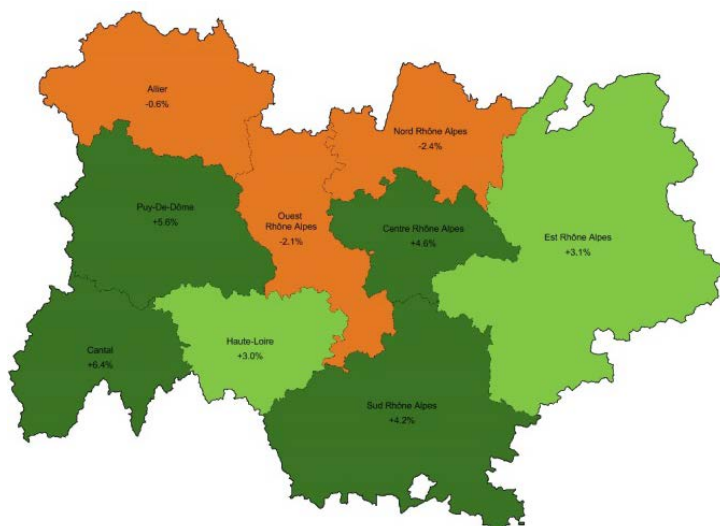 Allier
-0.6%
Nord Rhône Alpes
-2.4%
Puy-De-Dôme
+5.6%
Ouest
Rhône Alpes
-2.1%
Centre Rhône Alpes
+4.6%
Est Rhône Alpes
+3.1%
Cantal
+6.4%
Haute-Loire
+3.0%
Sud Rhône Alpes
+4.2%